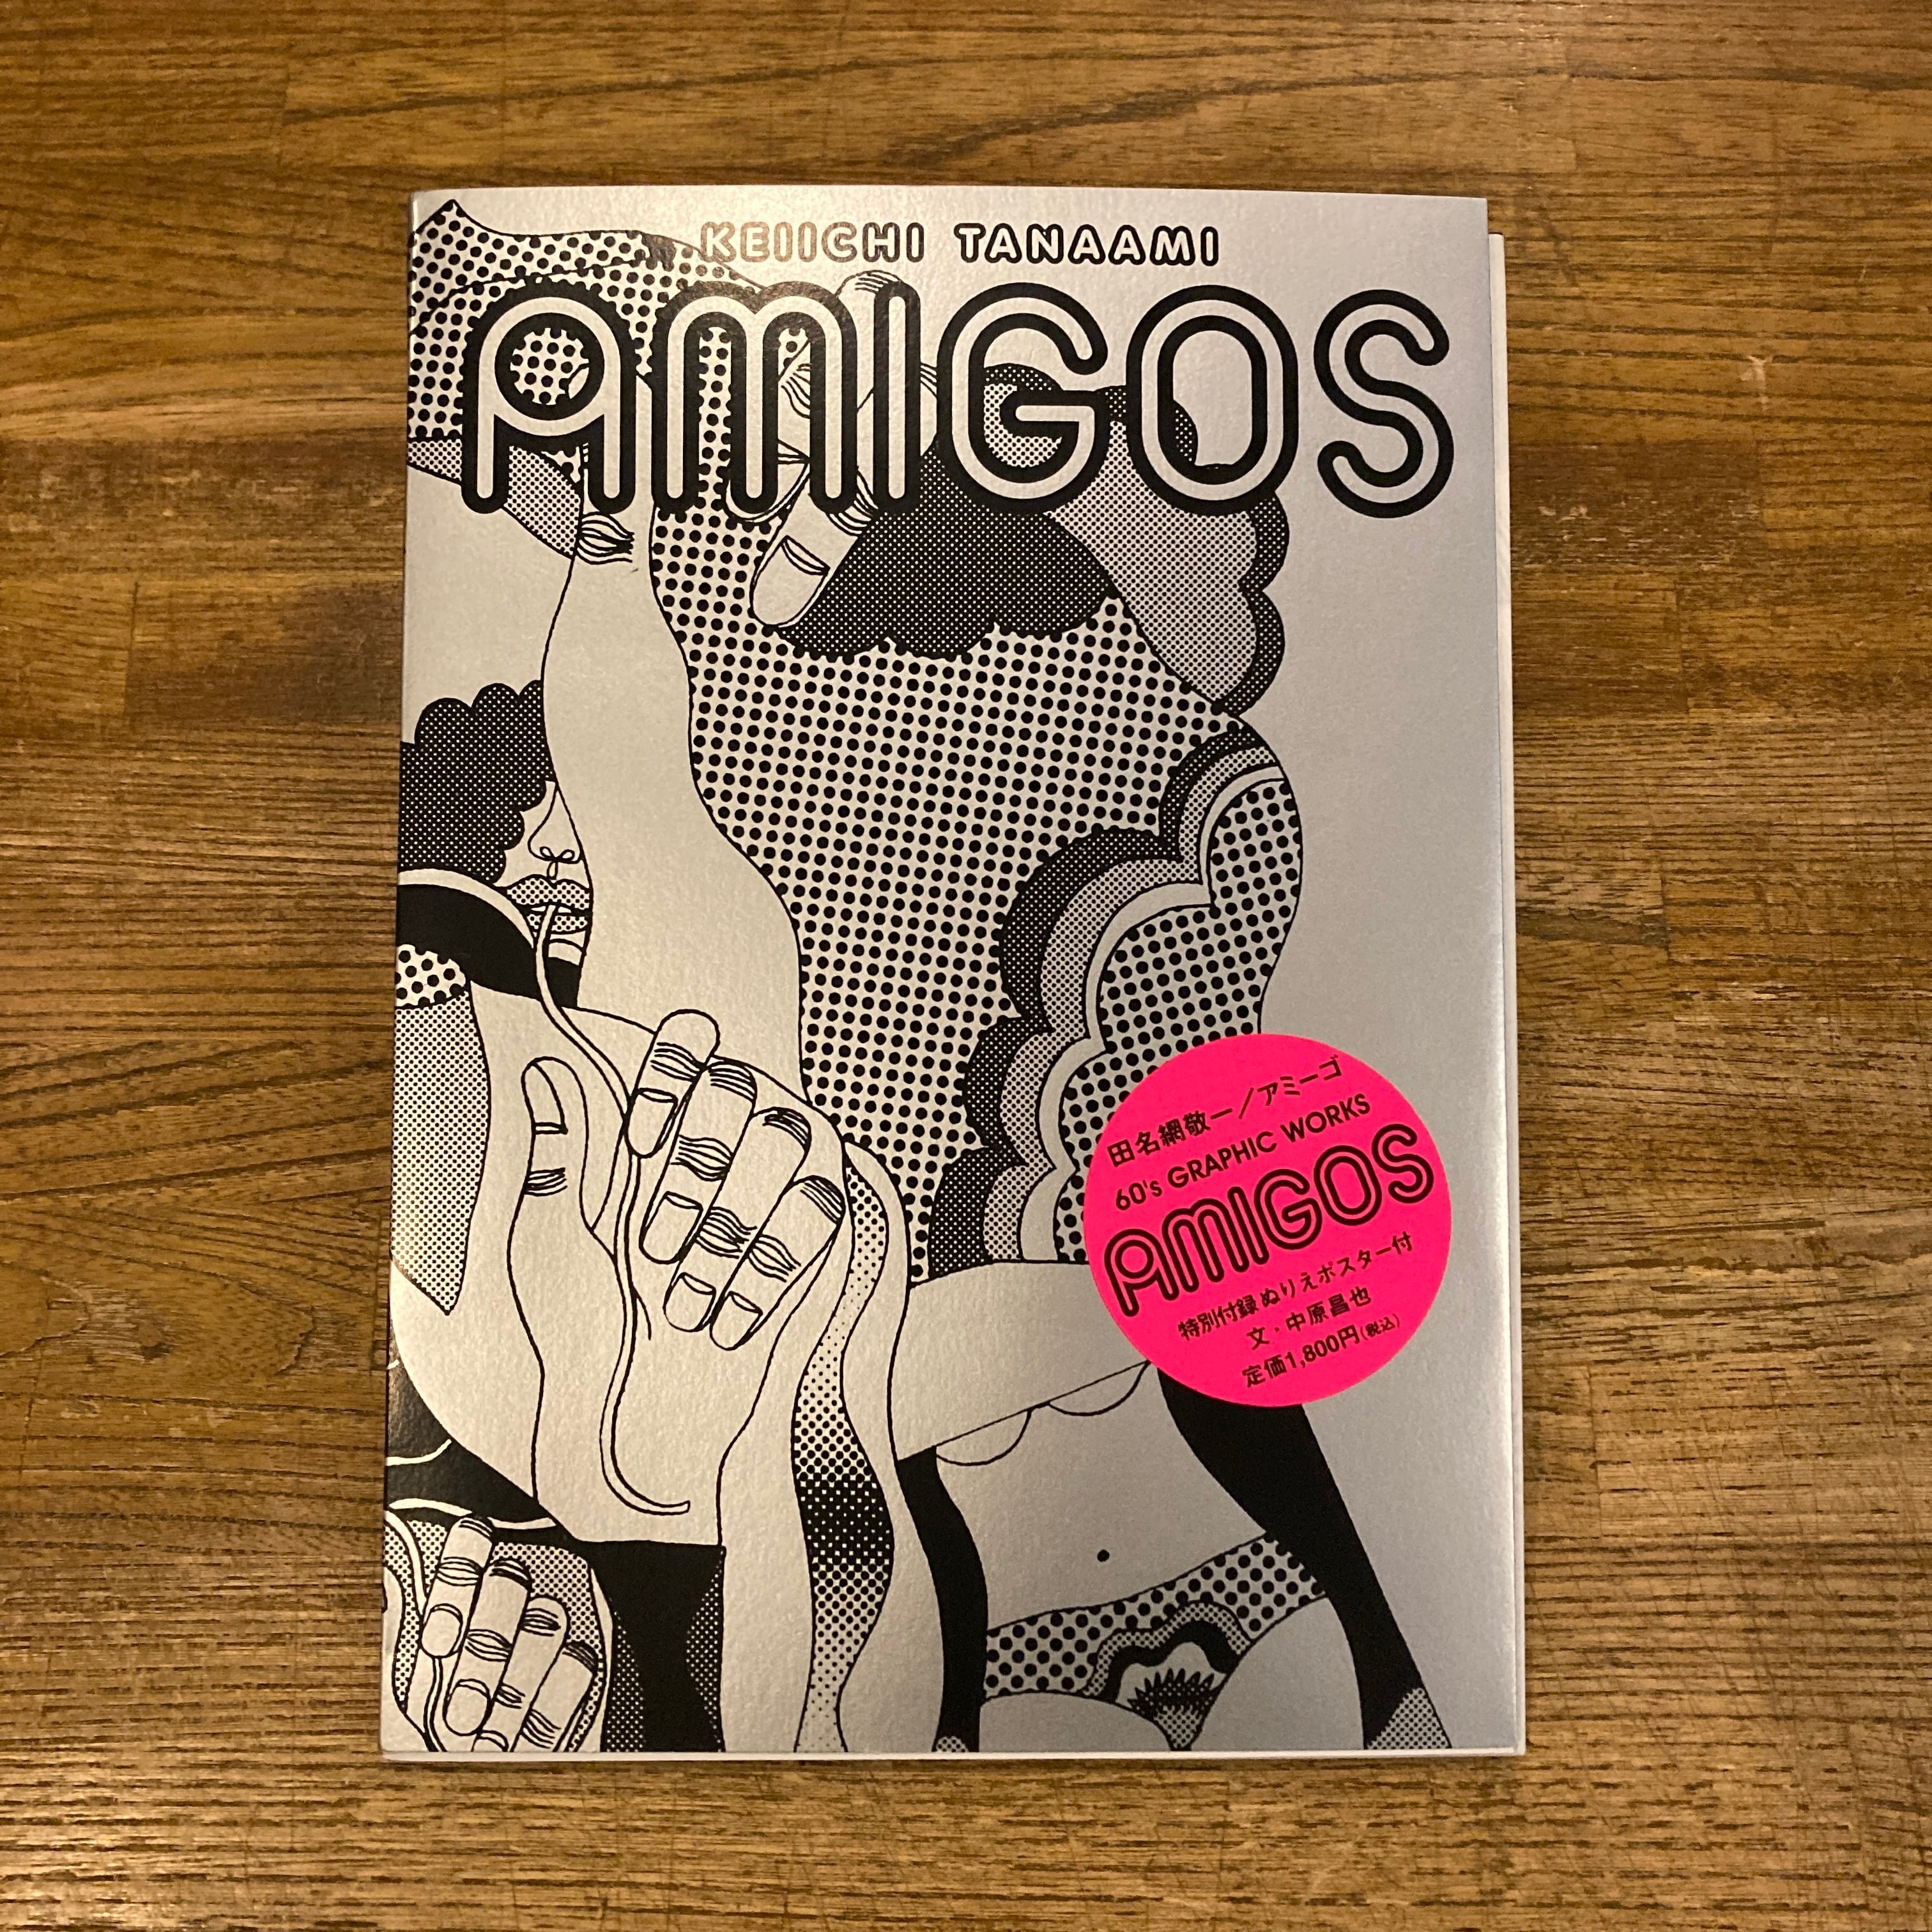 KEIICHI TANAAMI
AMIGOS
田名網敬一／アミーゴ
60's GRAPHIC WORKS
AMIGOS
特別付録 ぬりえポスター付
文・中原昌也
定価1,800円(税込)